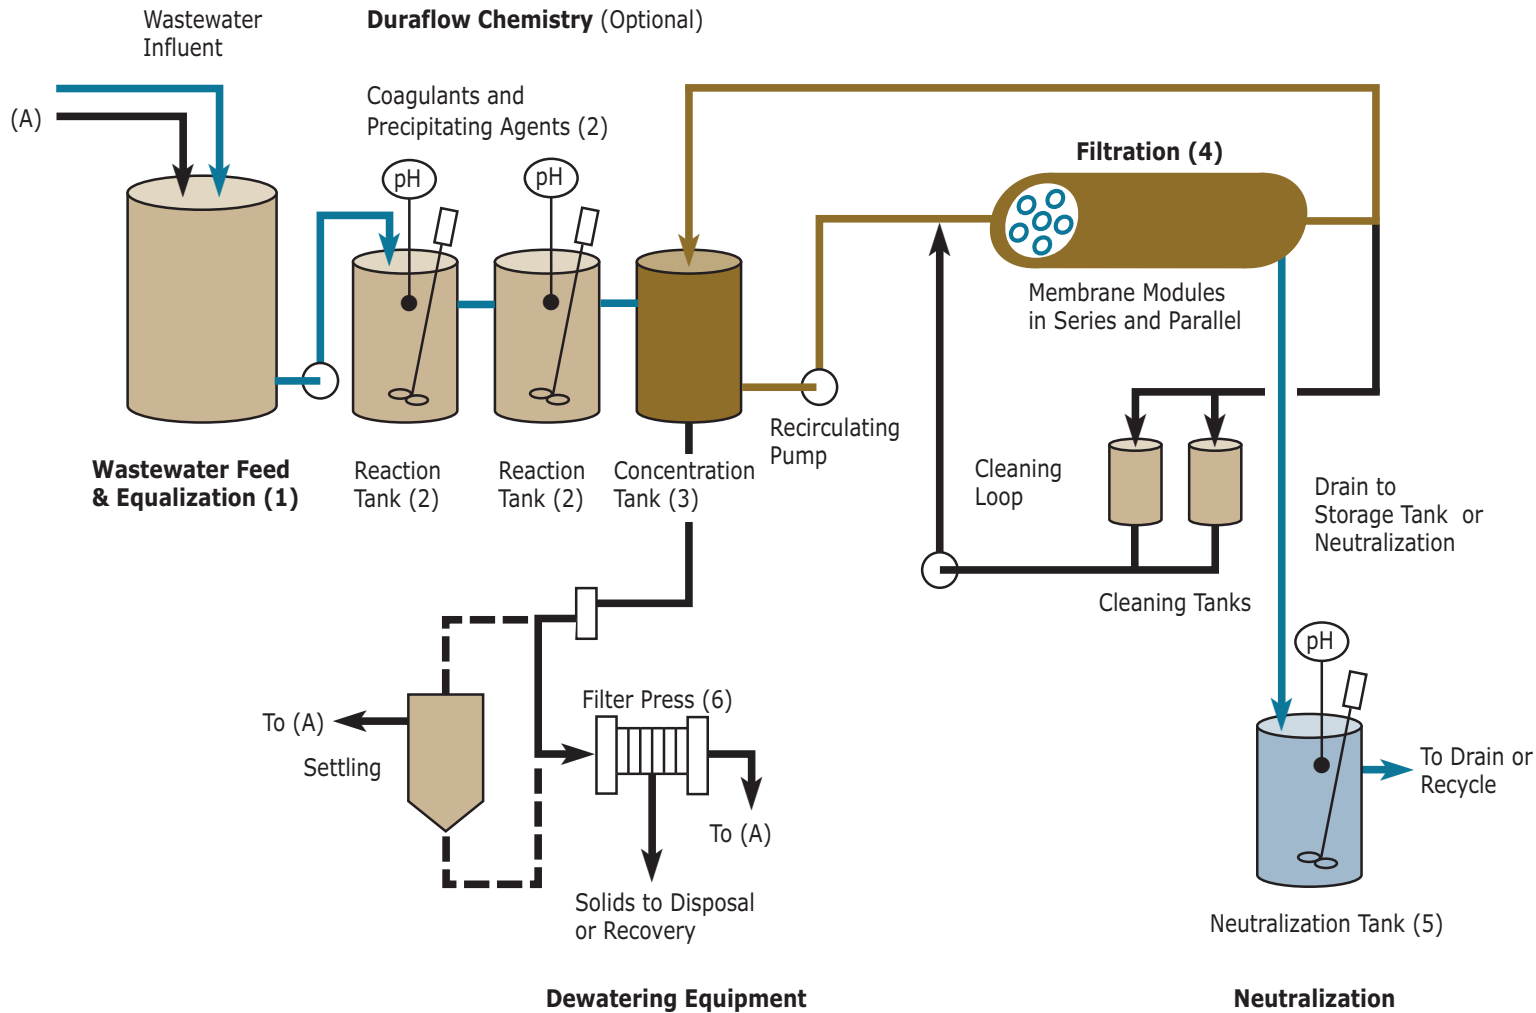 Wastewater
Influent
Duraflow Chemistry (Optional)
(A)
Coagulants and
Precipitating Agents (2)
pH
pH
Filtration (4)
Membrane Modules
in Series and Parallel
Recirculating
Pump
Wastewater Feed
& Equalization (1)
Reaction
Tank (2)
Reaction
Tank (2)
Concentration
Tank (3)
Cleaning
Loop
Drain to
Storage Tank or
Neutralization
Cleaning Tanks
pH
Filter Press (6)
To (A)
Settling
To (A)
To Drain or
Recycle
Solids to Disposal
or Recovery
Neutralization Tank (5)
Dewatering Equipment
Neutralization